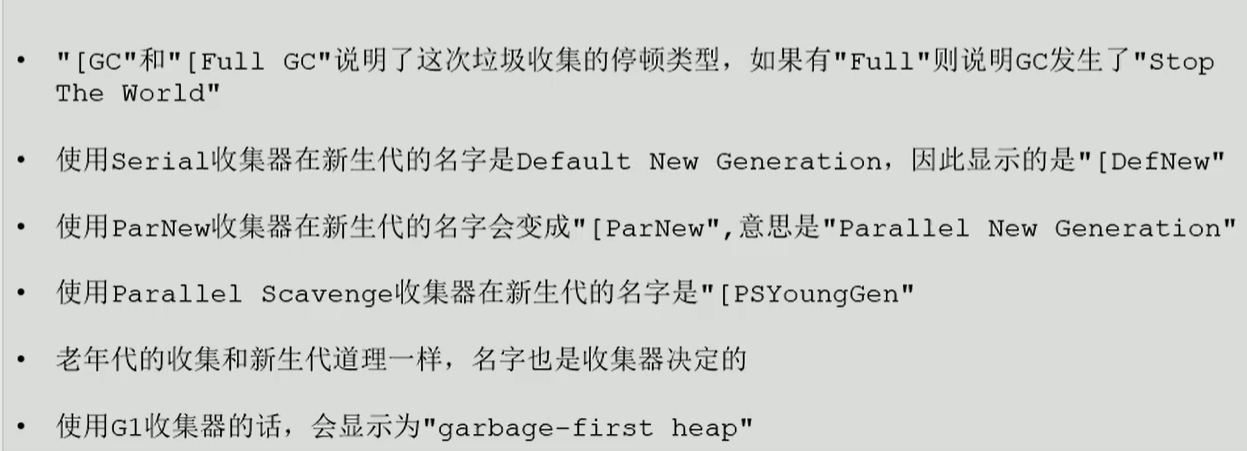 • "[GC"和"[Full GC"说明了这次垃圾收集的停顿类型，如果有"Full"则说明GC发生了"Stop
The World"
• 使用Serial收集器在新生代的名字是Default New Generation，因此显示的是"[DefNew"
• 使用ParNew收集器在新生代的名字会变成"[ParNew",意思是"Parallel New Generation"
• 使用Parallel Scavenge收集器在新生代的名字是"[PSYoungGen"
• 老年代的收集和新生代道理一样，名字也是收集器决定的
• 使用G1收集器的话，会显示为"garbage-first heap"